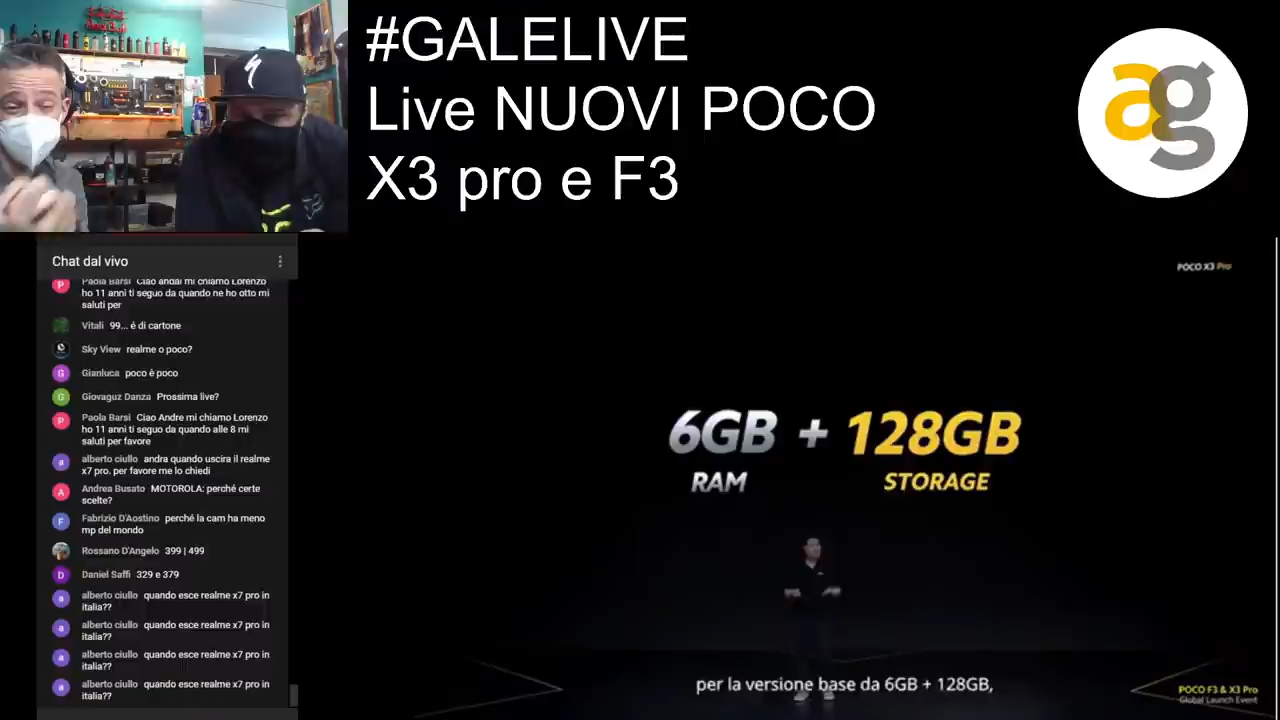 #GALELIVE
Live NUOVI POCO
X3 pro e F3
ag
Chat dal vivo
Paola Barsi Ciao andai mi chiamo Lorenzo
ho 11 anni ti seguo da quando ne ho otto mi
saluti per
Vitali 99... è di cartone
Sky View realme o poco?
Gianluca poco è poco
Giovaguz Danza Prossima live?
Paola Barsi Ciao Andre mi chiamo Lorenzo
ho 11 anni ti seguo da quando alle 8 mi
saluti per favore
alberto ciullo andra quando uscira il realme
x7 pro. per favore me lo chiedi
Andrea Busato MOTOROLA: perché certe
scelte?
Fabrizio D'Aostino perché la cam ha meno
mp del mondo
Rossano D'Angelo 399 | 499
Daniel Saffi 329 e 379
alberto ciullo quando esce realme x7 pro in
italia??
alberto ciullo quando esce realme x7 pro in
italia??
alberto ciullo quando esce realme x7 pro in
italia??
alberto ciullo quando esce realme x7 pro in
italia??
POCO X3 Pro
6GB + 128GB
RAM STORAGE
per la versione base da 6GB + 128GB,
POCO F3 & X3 Pro
Global Launch Event